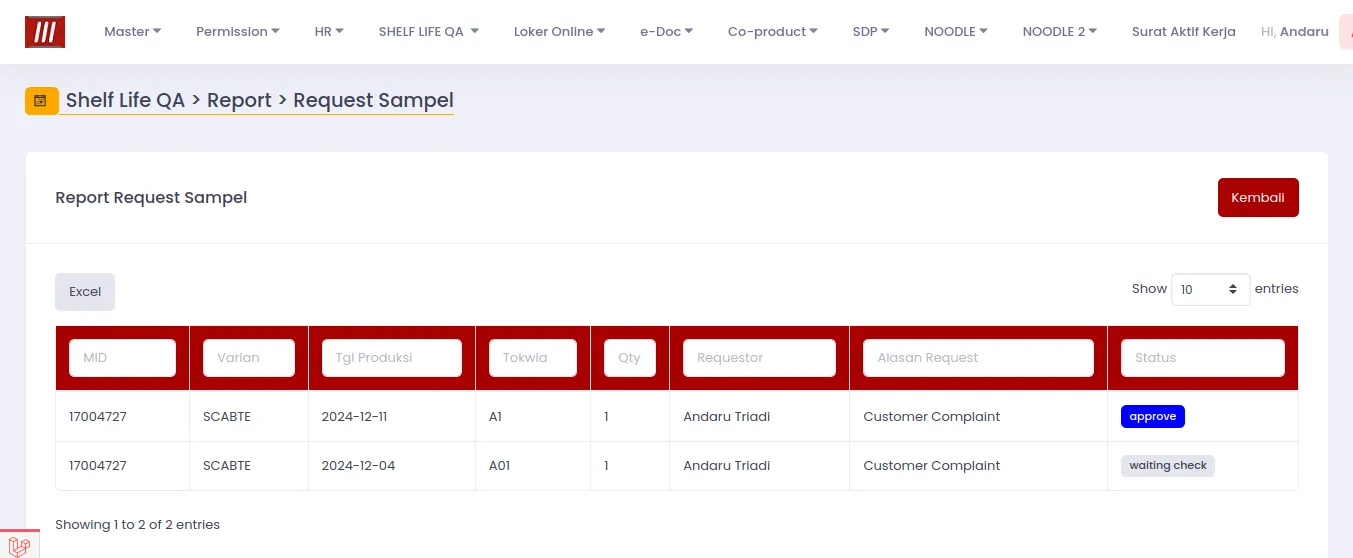 Master Permission HR SHELF LIFE QA Loker Online e-Doc Co-product SDP NOODLE NOODLE 2 Surat Aktif Kerja HI, Andaru
Shelf Life QA > Report > Request Sampel
Report Request Sampel Kembali
Excel Show 10 entries
MID Varian Tgl Produksi Tokwia Qty Requestor Alasan Request Status
17004727 SCABTE 2024-12-11 A1 1 Andaru Triadi Customer Complaint approve
17004727 SCABTE 2024-12-04 A01 1 Andaru Triadi Customer Complaint waiting check
Showing 1 to 2 of 2 entries